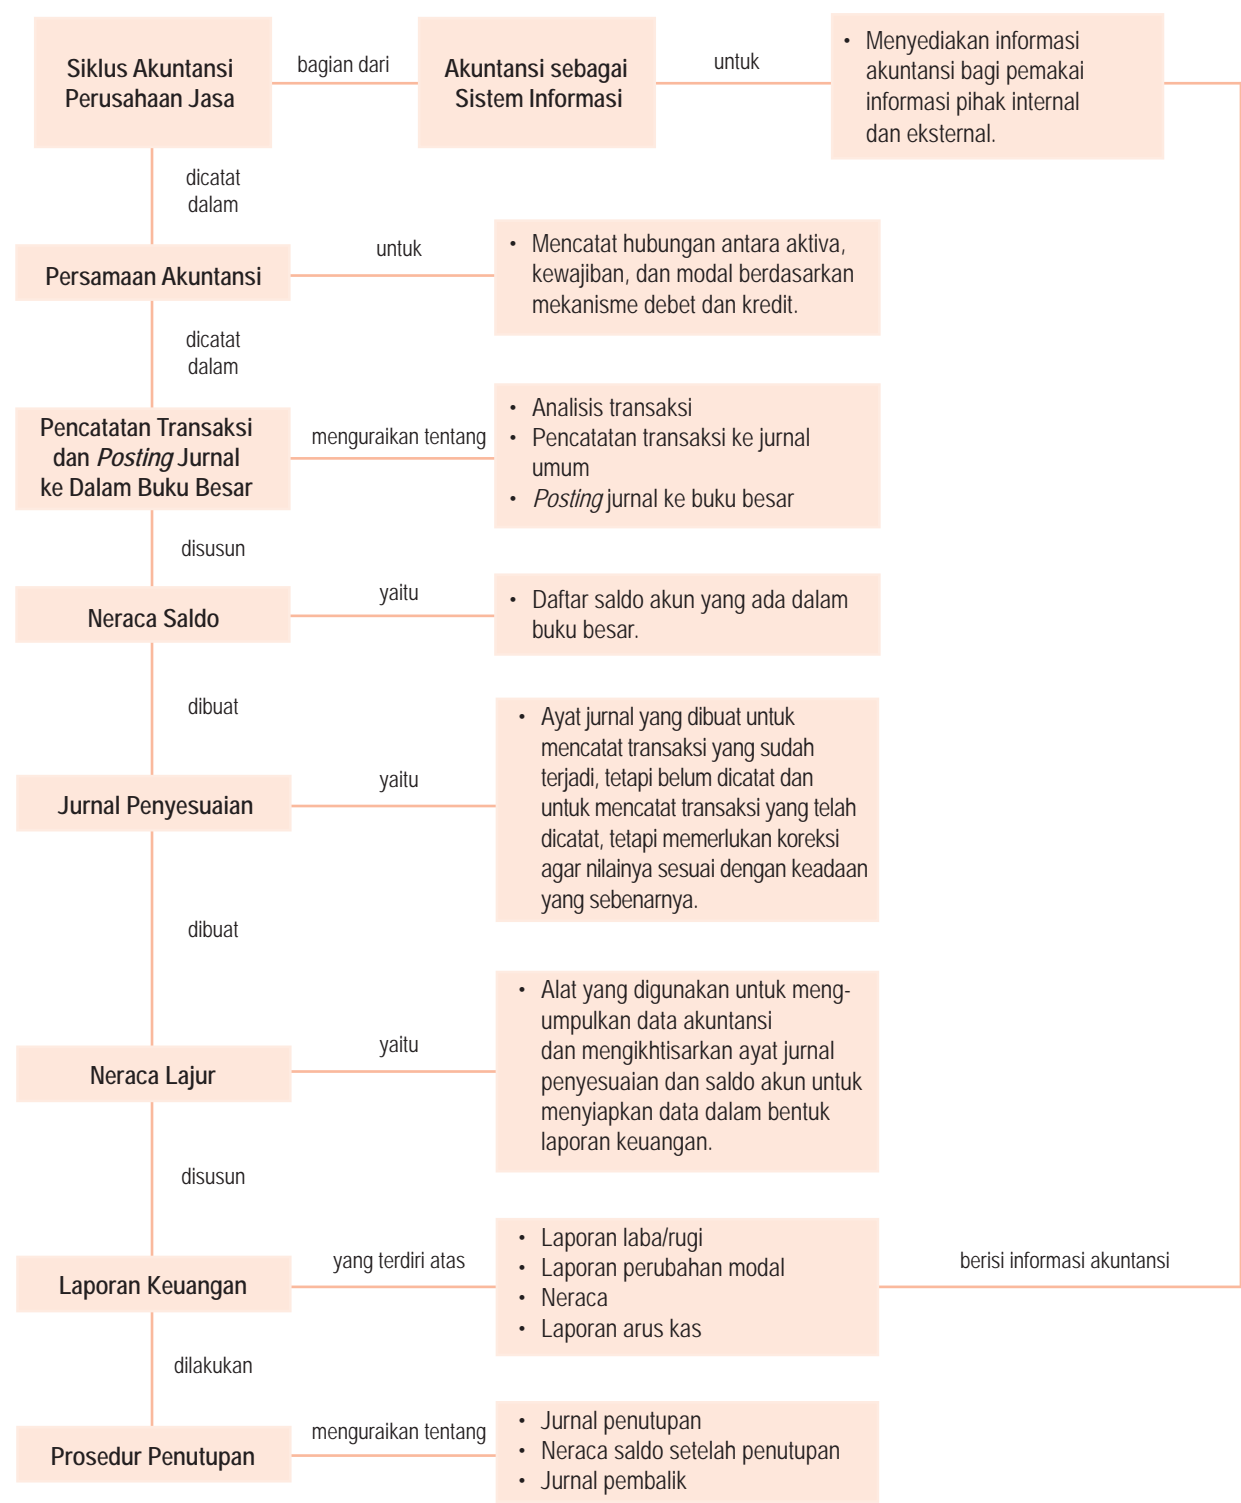 Siklus Akuntansi
Perusahaan Jasa
bagian dari
Akuntansi sebagai
Sistem Informasi
untuk
• Menyediakan informasi
akuntansi bagi pemakai
informasi pihak internal
dan eksternal.
dicatat
dalam
Persamaan Akuntansi
untuk
• Mencatat hubungan antara aktiva,
kewajiban, dan modal berdasarkan
mekanisme debet dan kredit.
dicatat
dalam
Pencatatan Transaksi
dan Posting Jurnal
ke Dalam Buku Besar
menguraikan tentang
• Analisis transaksi
• Pencatatan transaksi ke jurnal
umum
• Posting jurnal ke buku besar
disusun
Neraca Saldo
yaitu
• Daftar saldo akun yang ada dalam
buku besar.
dibuat
Jurnal Penyesuaian
yaitu
• Ayat jurnal yang dibuat untuk
mencatat transaksi yang sudah
terjadi, tetapi belum dicatat dan
untuk mencatat transaksi yang telah
dicatat, tetapi memerlukan koreksi
agar nilainya sesuai dengan keadaan
yang sebenarnya.
dibuat
Neraca Lajur
yaitu
• Alat yang digunakan untuk meng-
umpulkan data akuntansi
dan mengikhtisarkan ayat jurnal
penyesuaian dan saldo akun untuk
menyiapkan data dalam bentuk
laporan keuangan.
disusun
Laporan Keuangan
yang terdiri atas
• Laporan laba/rugi
• Laporan perubahan modal
• Neraca
• Laporan arus kas
berisi informasi akuntansi
dilakukan
Prosedur Penutupan
menguraikan tentang
• Jurnal penutupan
• Neraca saldo setelah penutupan
• Jurnal pembalik